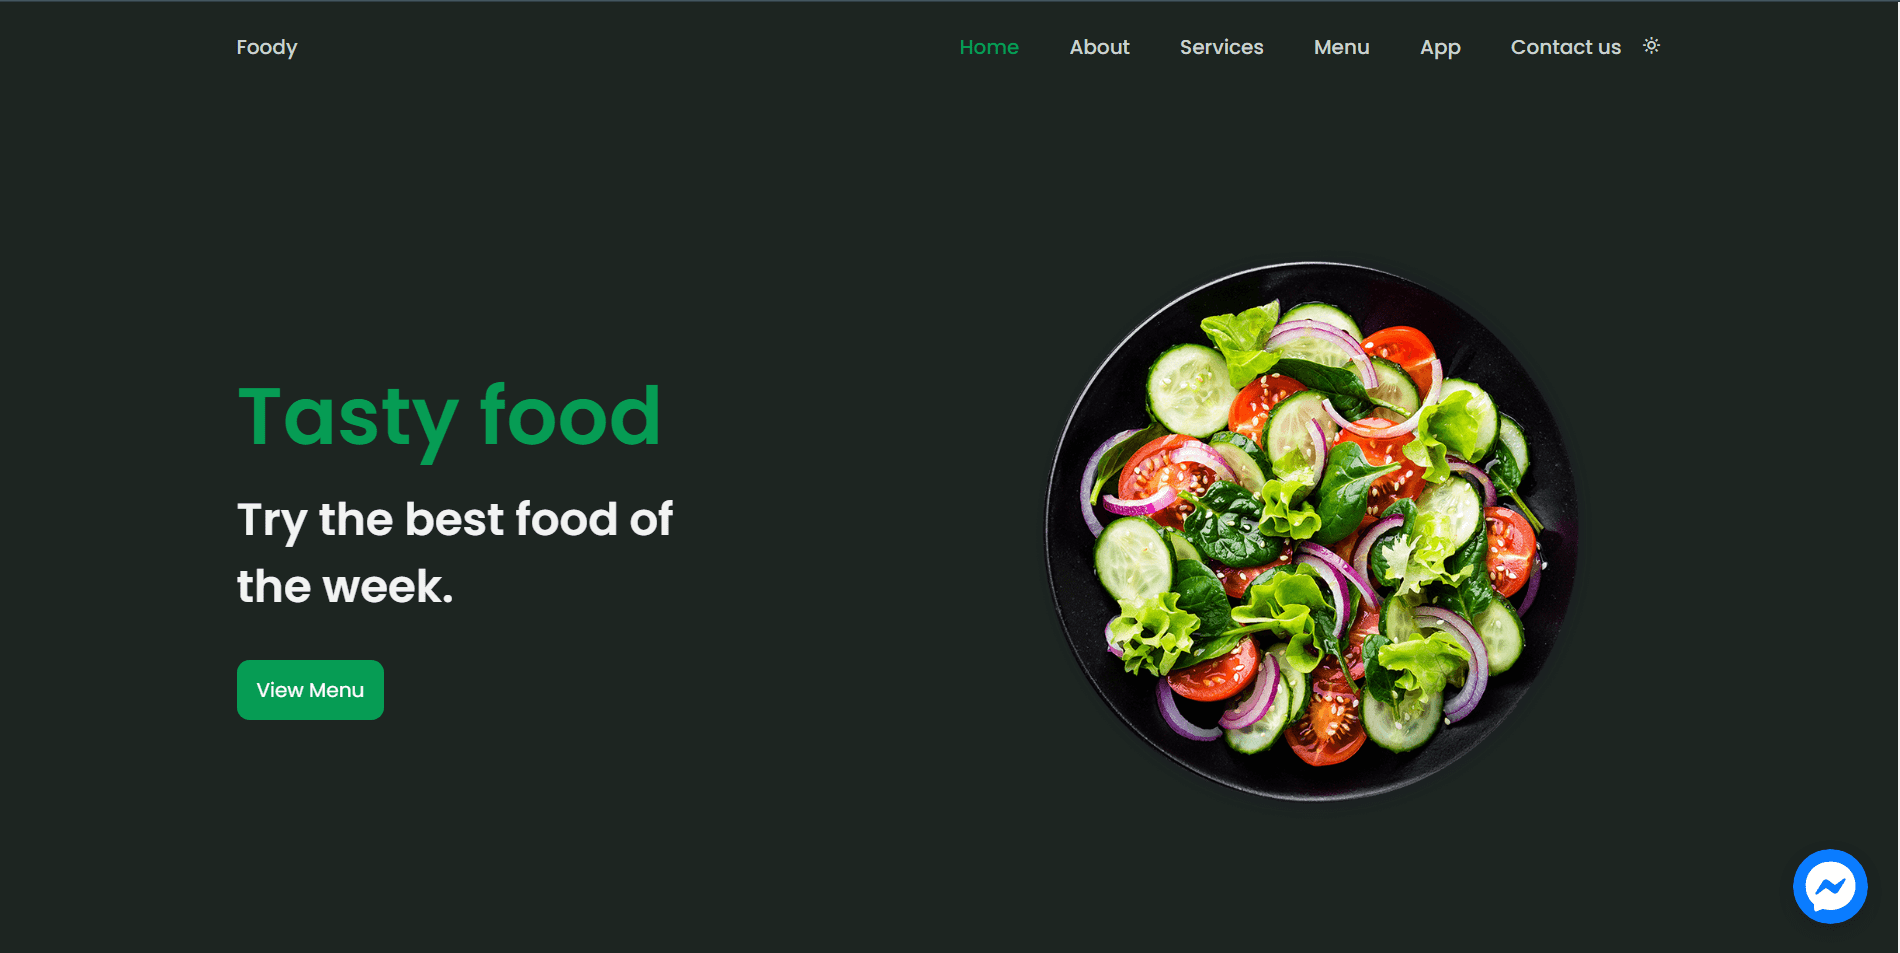 Foody
Home About Services Menu App Contact us
Tasty food
Try the best food of
the week.
View Menu